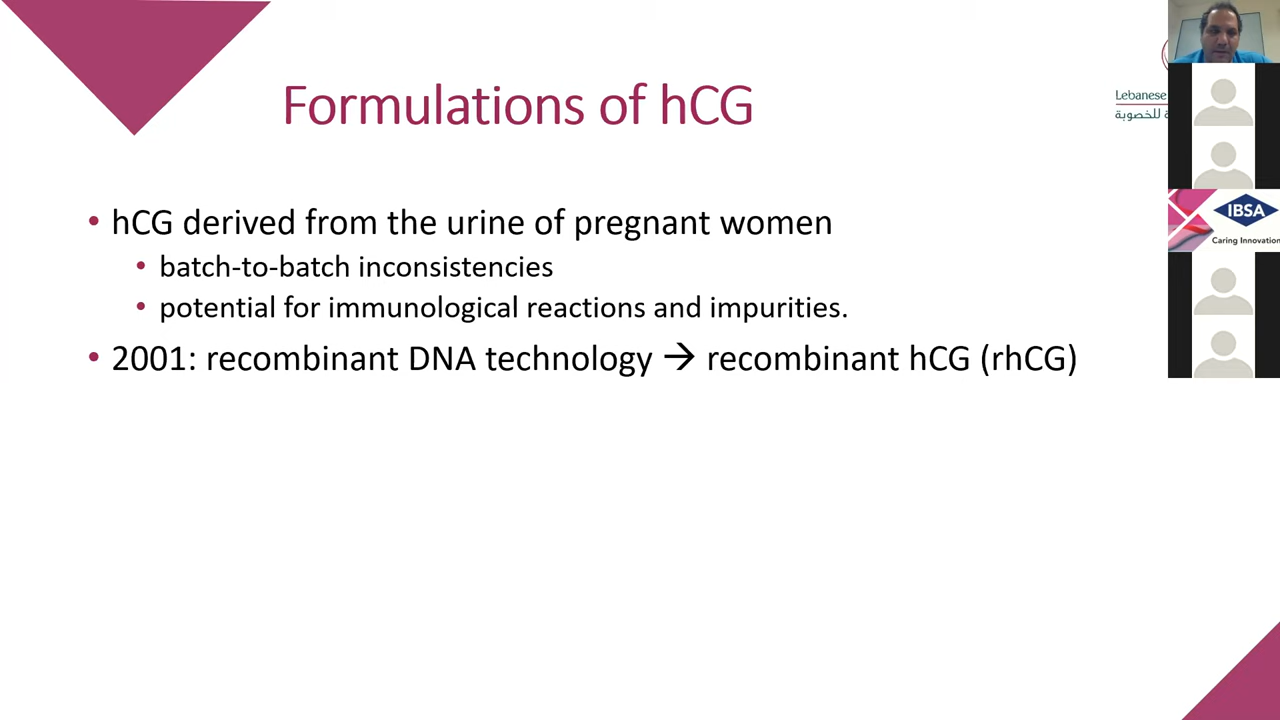 Formulations of hCG
Lebanese
للخصوبة
• hCG derived from the urine of pregnant women
• batch-to-batch inconsistencies
• potential for immunological reactions and impurities.
• 2001: recombinant DNA technology → recombinant hCG (rhCG)
IBSA
Caring Innovation